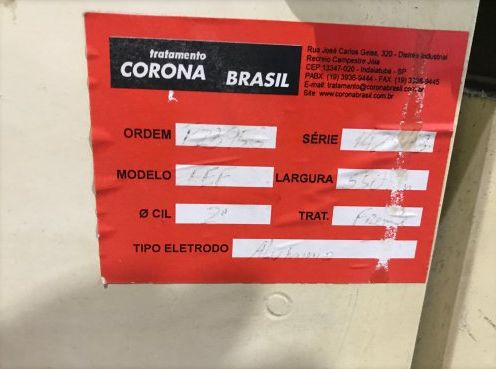 tratamento
CORONA BRASIL
Rua José Carlos Geiss, 320 - Distrito Industrial
Recreio Campestre Jóia
CEP 13347-020 - Indaiatuba - SP
PABX: (19) 3936-9444 - FAX: (19) 3936-9445
E-mail: tratamento@coronabrasil.com.br
Site: www.coronabrasil.com.br
ORDEM
SÉRIE
MODELO
LARGURA
Ø CIL 2"
TRAT.
TIPO ELETRODO